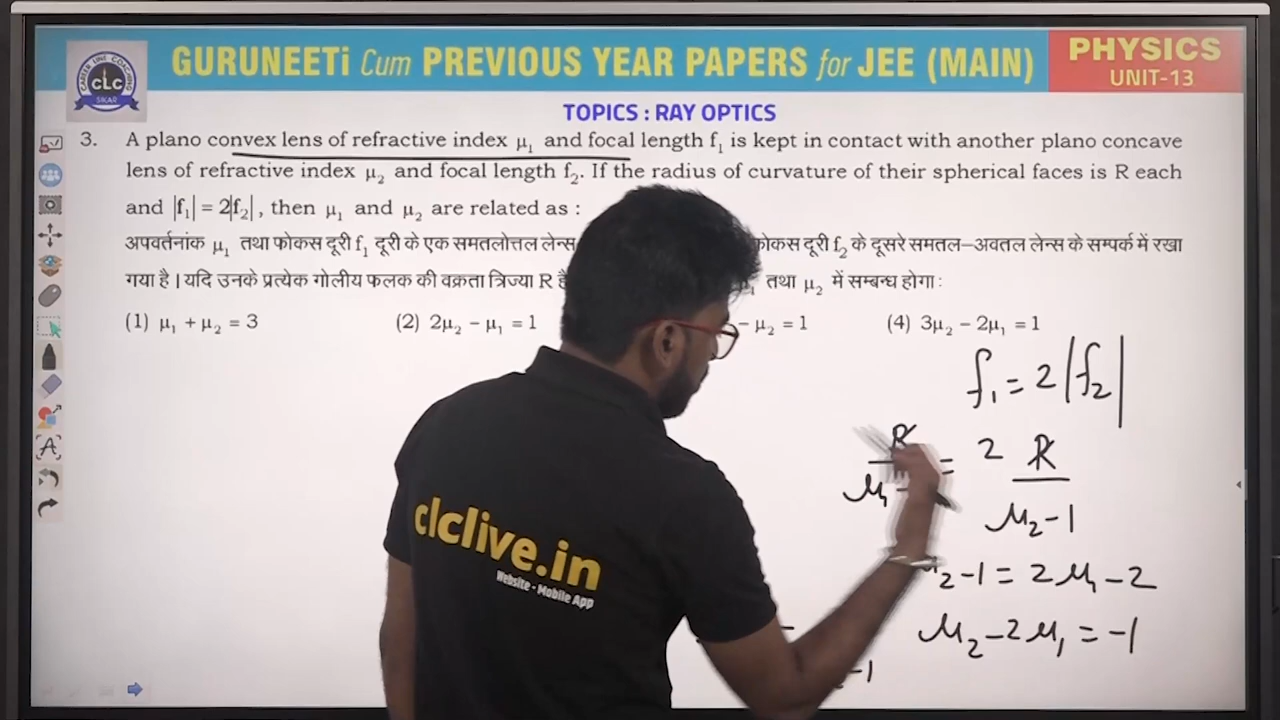 GURUNEETi Cum PREVIOUS YEAR PAPERS for JEE (MAIN)
PHYSICS
UNIT-13
CAREER LINE COACHING
CLC
SIKAR
TOPICS : RAY OPTICS
3. A plano convex lens of refractive index μ₁ and focal length f₁ is kept in contact with another plano concave
lens of refractive index μ₂ and focal length f₂. If the radius of curvature of their spherical faces is R each
and |f₁| = 2|f₂|, then μ₁ and μ₂ are related as :
अपवर्तनांक μ₁ तथा फोकस दूरी f₁ दूरी के एक समतलोत्तल लेन्स फोकस दूरी f₂ के दूसरे समतल–अवतल लेन्स के सम्पर्क में रखा
गया है। यदि उनके प्रत्येक गोलीय फलक की वक्रता त्रिज्या R तथा μ₂ में सम्बन्ध होगा:
(1) μ₁ + μ₂ = 3 (2) 2μ₂ − μ₁ = 1 − μ₂ = 1 (4) 3μ₂ − 2μ₁ = 1
f₁ = 2|f₂|
R = 2 R
μ₁ − μ₂−1
₂−1 = 2μ₁−2
μ₂−2μ₁ = −1
−1
clclive.in
Website - Mobile App